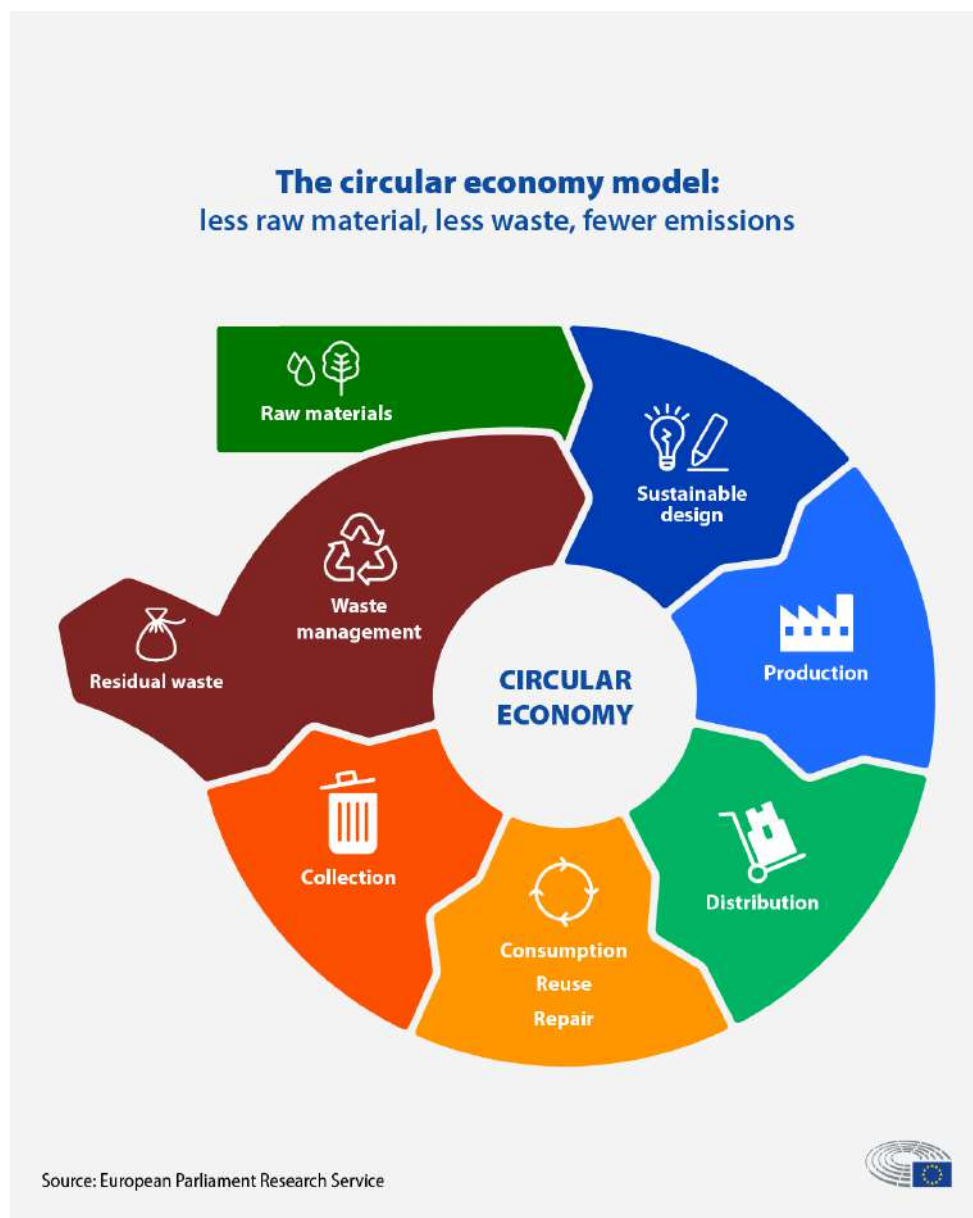 The circular economy model:
less raw material, less waste, fewer emissions
Raw materials
Sustainable
design
Production
Distribution
Consumption
Reuse
Repair
Collection
Waste
management
Residual waste
CIRCULAR
ECONOMY
Source: European Parliament Research Service